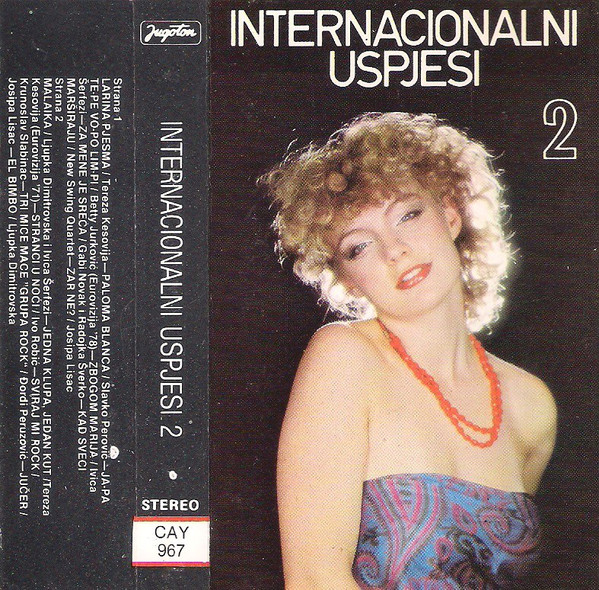 Strana 1
LARINA PJESMA / Tereza Kesovija—PALOMA BLANCA / Slavko Perović—JA-PA
TE-PE VO-PO LIM-PI / Betty Jurković (Eurovizija '78)—ZBOGOM MARIJA / Ivica
Šerfezi—ZA MENE JE SREĆA / Gabi Novak i Radojka Šverko—KAD SVECI
MARŠIRAJU / New Swing Quartet—ZAR NE? / Josipa Lisac
Strana 2
MALAIKA / Ljupka Dimitrovska i Ivica Šerfezi—JEDNA KLUPA, JEDAN KUT /Tereza
Kesovija (Eurovizija '71)—STRANCI U NOĆI / Ivo Robić—SVIRAJ MI ROCK /
Krunoslav Slabinac—TRI MICE MACE "GRUPA ROCK" / Đorđi Peruzović—JUČER /
Josipa Lisac—EL BIMBO / Ljupka Dimitrovska
Jugoton
INTERNACIONALNI USPJESI 2
STEREO
CAY
967
INTERNACIONALNI
USPJESI
2